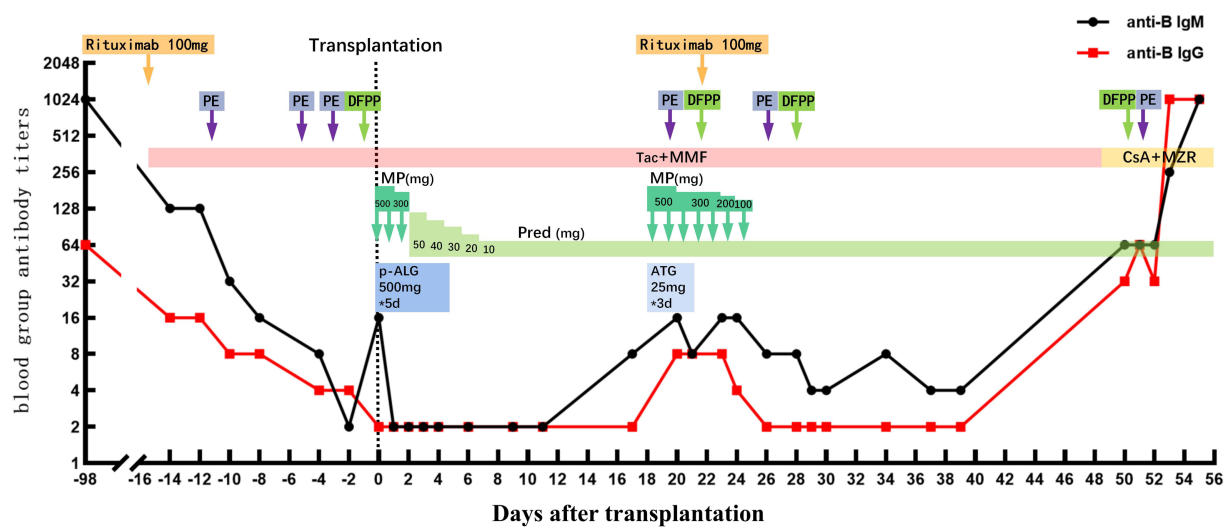 anti-B IgM
anti-B IgG
Rituximab 100mg
Transplantation
Rituximab 100mg
PE
PE
PE
DFPP
PE
DFPP
PE
DFPP
DFPP
PE
Tac+MMF
CsA+MZR
MP(mg)
500 300
MP(mg)
500 300 200 100
Pred (mg)
50 40 30 20 10
p-ALG
500mg
*5d
ATG
25mg
*3d
blood group antibody titers
2048
1024
512
256
128
64
32
16
8
4
2
1
-98 -16 -14 -12 -10 -8 -6 -4 -2 0 2 4 6 8 10 12 14 16 18 20 22 24 26 28 30 32 34 36 38 40 42 44 46 48 50 52 54 56
Days after transplantation